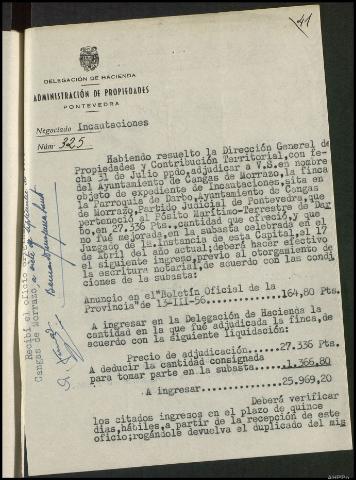 41
DELEGACIÓN DE HACIENDA
ADMINISTRACIÓN DE PROPIEDADES
PONTEVEDRA
Negociado Incautaciones
Núm. 325
Habiendo resuelto la Dirección General de
Propiedades y Contribución Territorial, con fe-
cha 31 de Julio ppdo, adjudicar a V.S. en nombre
del Ayuntamiento de Cangas de Morrazo, la finca
objeto de expediente de Incautaciones, sita en
la Parroquia de Darbo, Ayuntamiento de Cangas
de Morrazo, Partido Judicial de Pontevedra, que
perteneció al Pósito Marítimo-Terrestre de Dar
bo, en 27.336 pts, cantidad que ofreció, y que
no fué mejorada, en la subasta celebrada en el
Juzgado de 1a.Instancia de esta Capital, el 17
de Abril del año actual; deberá hacer efectivo
el siguiente ingreso, previo al otorgamiento de
la escritura notarial, de acuerdo con las condi
ciones de la subasta:
Anuncio en el "Boletín Oficial de la
Provincia" de 13-III-56 164,80 Pts.
A ingresar en la Delegación de Hacienda la
cantidad en la que fué adjudicada la finca, de
acuerdo con la siguiente liquidación:
Precio de adjudicación 27.336 Pts.
A deducir la cantidad consignada
para tomar parte en la subasta 1.366,80
A ingresar 25.969,20
Deberá verificar
los citados ingresos en el plazo de quince
días, hábiles, a partir de la recepción de este
oficio; rogándole devuelva el duplicado del mis
Recibí el oficio
Cangas de Morrazo, a siete de
AHPPo